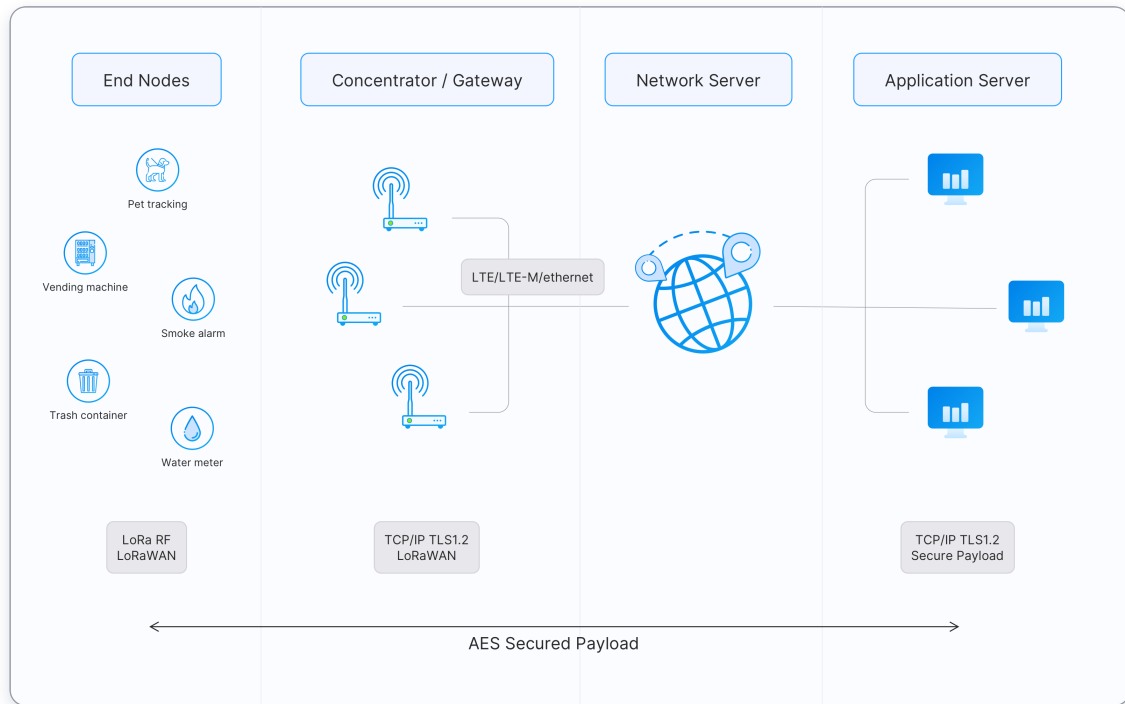 End Nodes
Concentrator / Gateway
Network Server
Application Server
Pet tracking
Vending machine
Smoke alarm
Trash container
Water meter
LTE/LTE-M/ethernet
LoRa RF
LoRaWAN
TCP/IP TLS1.2
LoRaWAN
TCP/IP TLS1.2
Secure Payload
AES Secured Payload